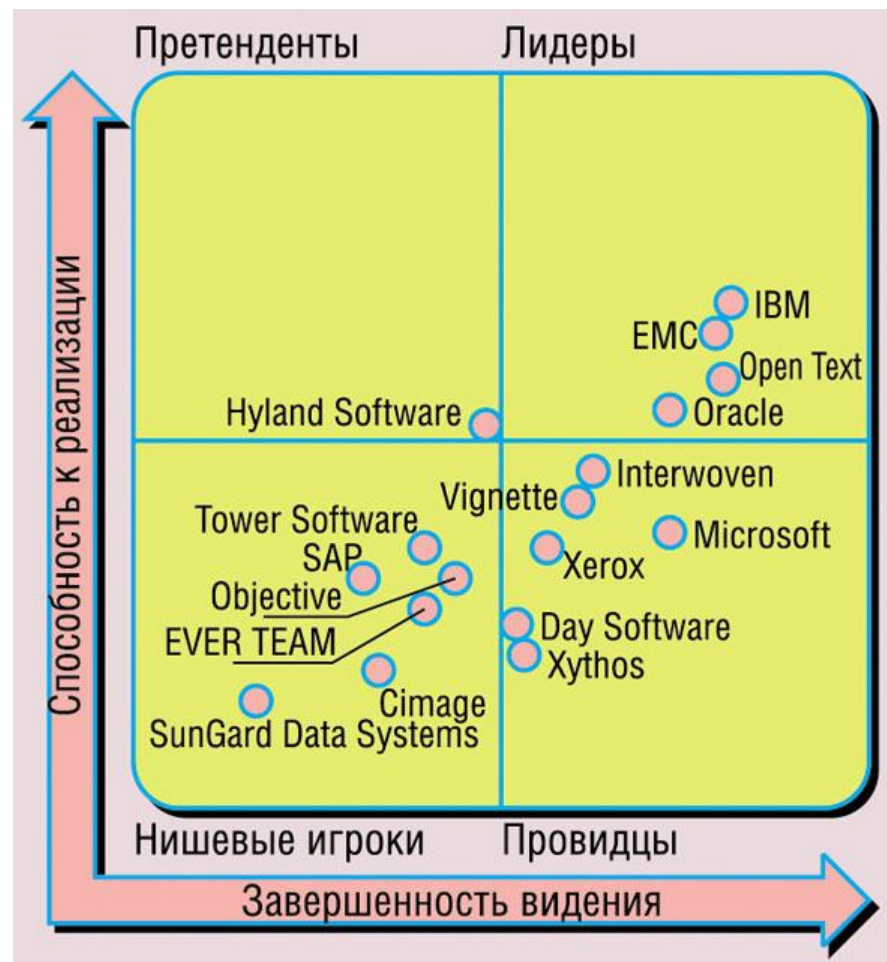 Претенденты
Лидеры
Способность к реализации
IBM
EMC
Open Text
Hyland Software
Oracle
Interwoven
Vignette
Tower Software
Microsoft
SAP
Xerox
Objective
EVER TEAM
Day Software
Xythos
Cimage
SunGard Data Systems
Нишевые игроки
Провидцы
Завершенность видения